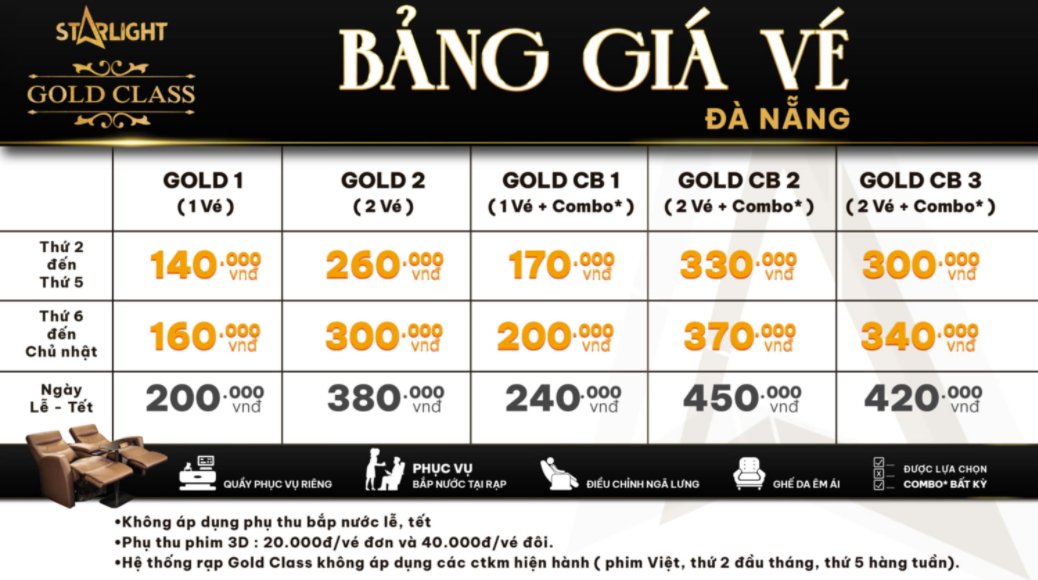 STARLIGHT
GOLD CLASS
BẢNG GIÁ VÉ
ĐÀ NẴNG
GOLD 1 GOLD 2 GOLD CB 1 GOLD CB 2 GOLD CB 3
( 1 Vé ) ( 2 Vé ) ( 1 Vé + Combo* ) ( 2 Vé + Combo* ) ( 2 Vé + Combo* )
Thứ 2
đến
Thứ 5
140.000 vnđ 260.000 vnđ 170.000 vnđ 330.000 vnđ 300.000 vnđ
Thứ 6
đến
Chủ nhật
160.000 vnđ 300.000 vnđ 200.000 vnđ 370.000 vnđ 340.000 vnđ
Ngày
Lễ - Tết
200.000 vnđ 380.000 vnđ 240.000 vnđ 450.000 vnđ 420.000 vnđ
QUẦY PHỤC VỤ RIÊNG
PHỤC VỤ
BẮP NƯỚC TẠI RẠP
ĐIỀU CHỈNH NGÃ LƯNG
GHẾ DA ÊM ÁI
ĐƯỢC LỰA CHỌN
COMBO* BẤT KỲ
•Không áp dụng phụ thu bắp nước lễ, tết
•Phụ thu phim 3D : 20.000đ/vé đơn và 40.000đ/vé đôi.
•Hệ thống rạp Gold Class không áp dụng các ctkm hiện hành ( phim Việt, thứ 2 đầu tháng, thứ 5 hàng tuần).